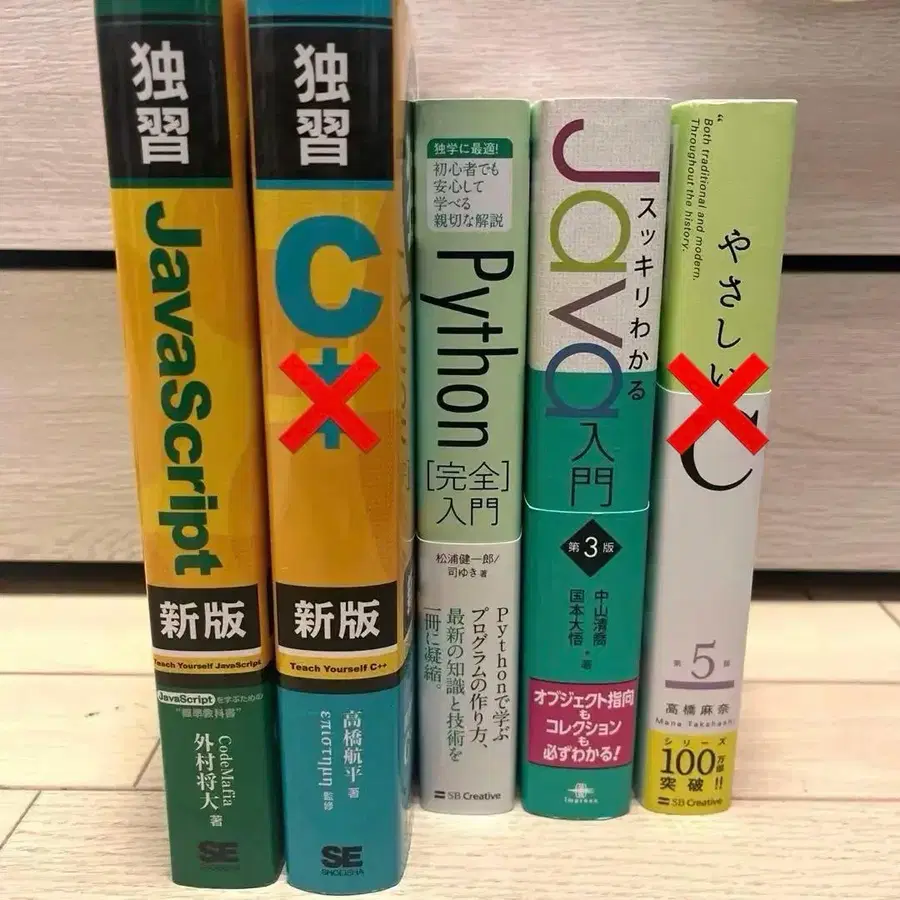 独習
JavaScript
新版
Teach Yourself JavaScript
JavaScriptを学ぶための
"標準教科書"
CodeMafia
外村将大 著
SE
SHOEISHA
独習
C++
新版
Teach Yourself C++
高橋航平 著
επιστημη 監修
SE
SHOEISHA
独学に最適!
初心者でも
安心して
学べる
親切な解説
Python
[完全]
入門
松浦健一郎/
司ゆき 著
Pythonで学ぶ
プログラムの作り方、
最新の知識と技術を
一冊に凝縮。
SB Creative
スッキリわかる
Java
入門
第3版
中山清喬
国本大悟・著
オブジェクト指向
も
コレクション
も
必ずわかる!
impress
"Both traditional and modern.
Throughout the history.
やさしい
C
第5版
高橋麻奈
Mana Takahashi
シリーズ
100万部
突破!!
SB Creative